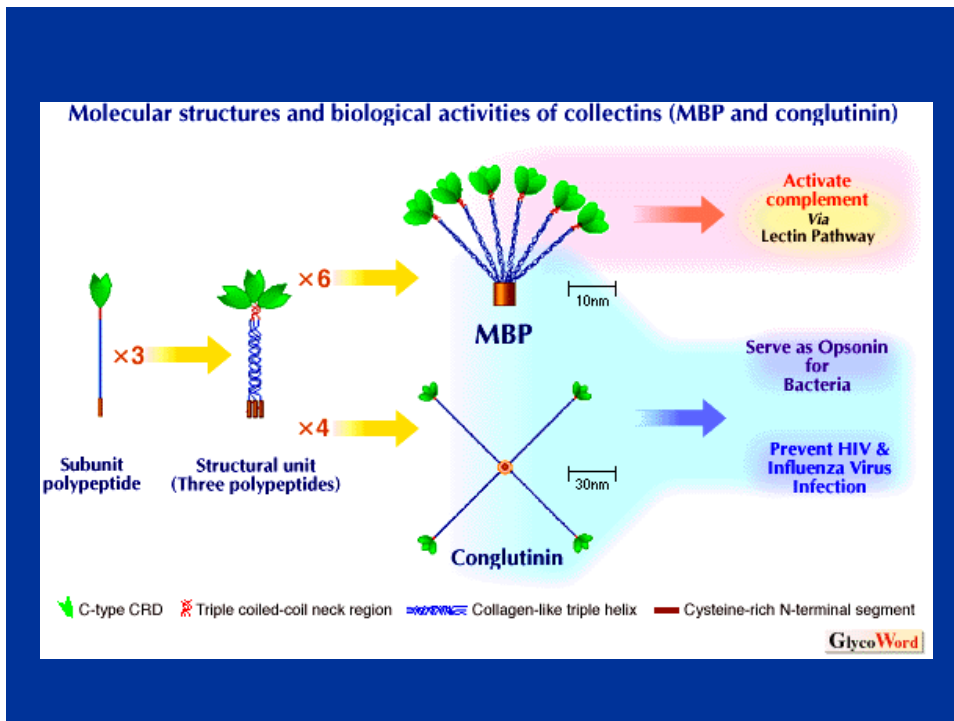 Molecular structures and biological activities of collectins (MBP and conglutinin)
Activate
complement
Via
Lectin Pathway
×6
10nm
MBP
×3
Serve as Opsonin
for
Bacteria
×4
Subunit
polypeptide
Structural unit
(Three polypeptides)
Prevent HIV &
Influenza Virus
Infection
30nm
Conglutinin
C-type CRD
Triple coiled-coil neck region
Collagen-like triple helix
Cysteine-rich N-terminal segment
GlycoWord